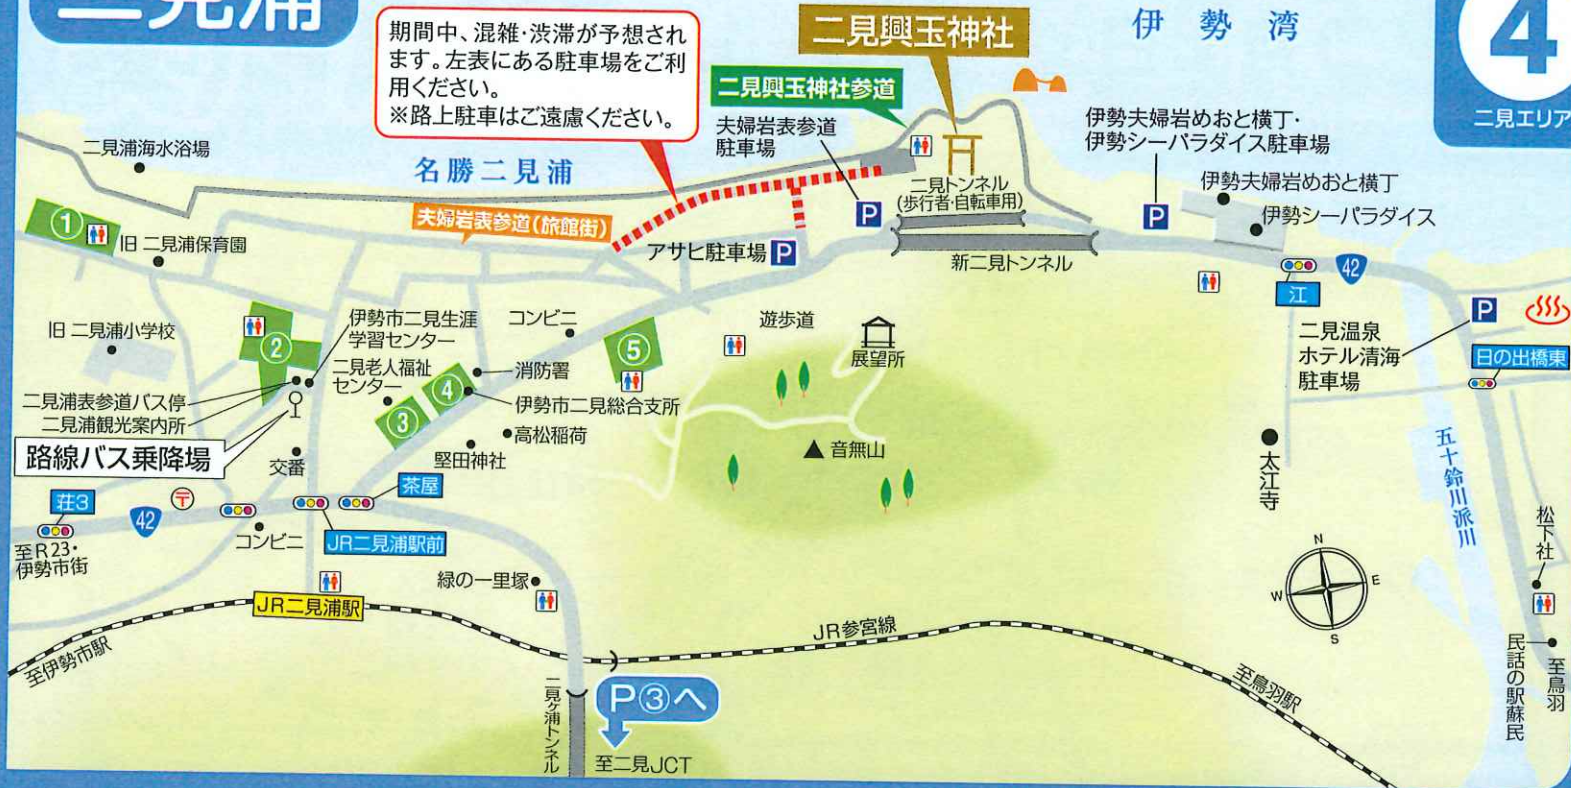 二見浦
期間中、混雑・渋滞が予想され
ます。左表にある駐車場をご利
用ください。
※路上駐車はご遠慮ください。
二見興玉神社
伊勢湾
4
二見エリア
二見興玉神社参道
夫婦岩表参道
駐車場
P
伊勢夫婦岩めおと横丁・
伊勢シーパラダイス駐車場
P
伊勢夫婦岩めおと横丁
伊勢シーパラダイス
二見浦海水浴場
名勝二見浦
夫婦岩表参道(旅館街)
二見トンネル
(歩行者・自転車用)
アサヒ駐車場 P
新二見トンネル
江
42
①
旧 二見浦保育園
旧 二見浦小学校
②
伊勢市二見生涯
学習センター
二見老人福祉
センター
コンビニ
消防署
⑤
遊歩道
展望所
二見温泉
ホテル清海
駐車場
P
日の出橋東
二見浦表参道バス停
二見浦観光案内所
路線バス乗降場
③
④
伊勢市二見総合支所
高松稲荷
堅田神社
音無山
交番
太江寺
五十鈴川派川
荘3
〒
42
茶屋
コンビニ
JR二見浦駅前
至R23・
伊勢市街
松下社
緑の一里塚
JR二見浦駅
N
E
W
S
JR参宮線
至伊勢市駅
至鳥羽駅
民話の駅蘇民
至鳥羽
二見ヶ浦トンネル
P③へ
至二見JCT